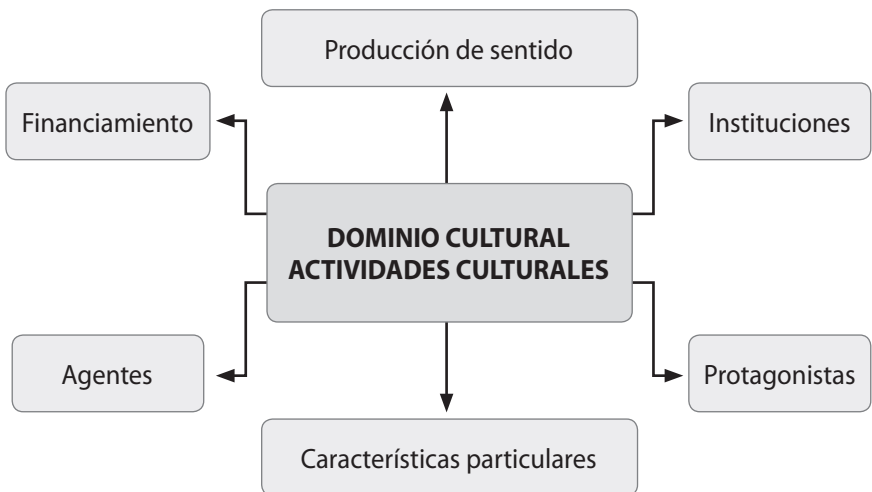 Producción de sentido
Financiamiento
Instituciones
DOMINIO CULTURAL
ACTIVIDADES CULTURALES
Agentes
Protagonistas
Características particulares